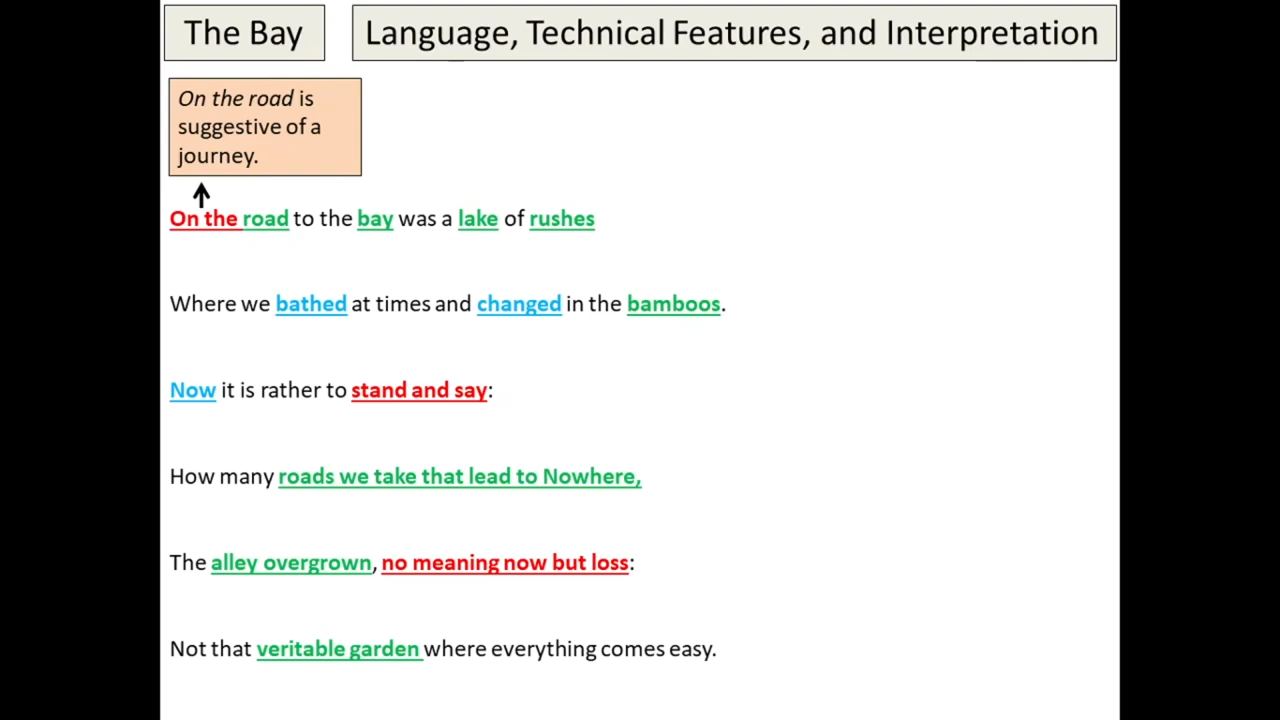 The Bay
Language, Technical Features, and Interpretation
On the road is
suggestive of a
journey.
On the road to the bay was a lake of rushes
Where we bathed at times and changed in the bamboos.
Now it is rather to stand and say:
How many roads we take that lead to Nowhere,
The alley overgrown, no meaning now but loss:
Not that veritable garden where everything comes easy.